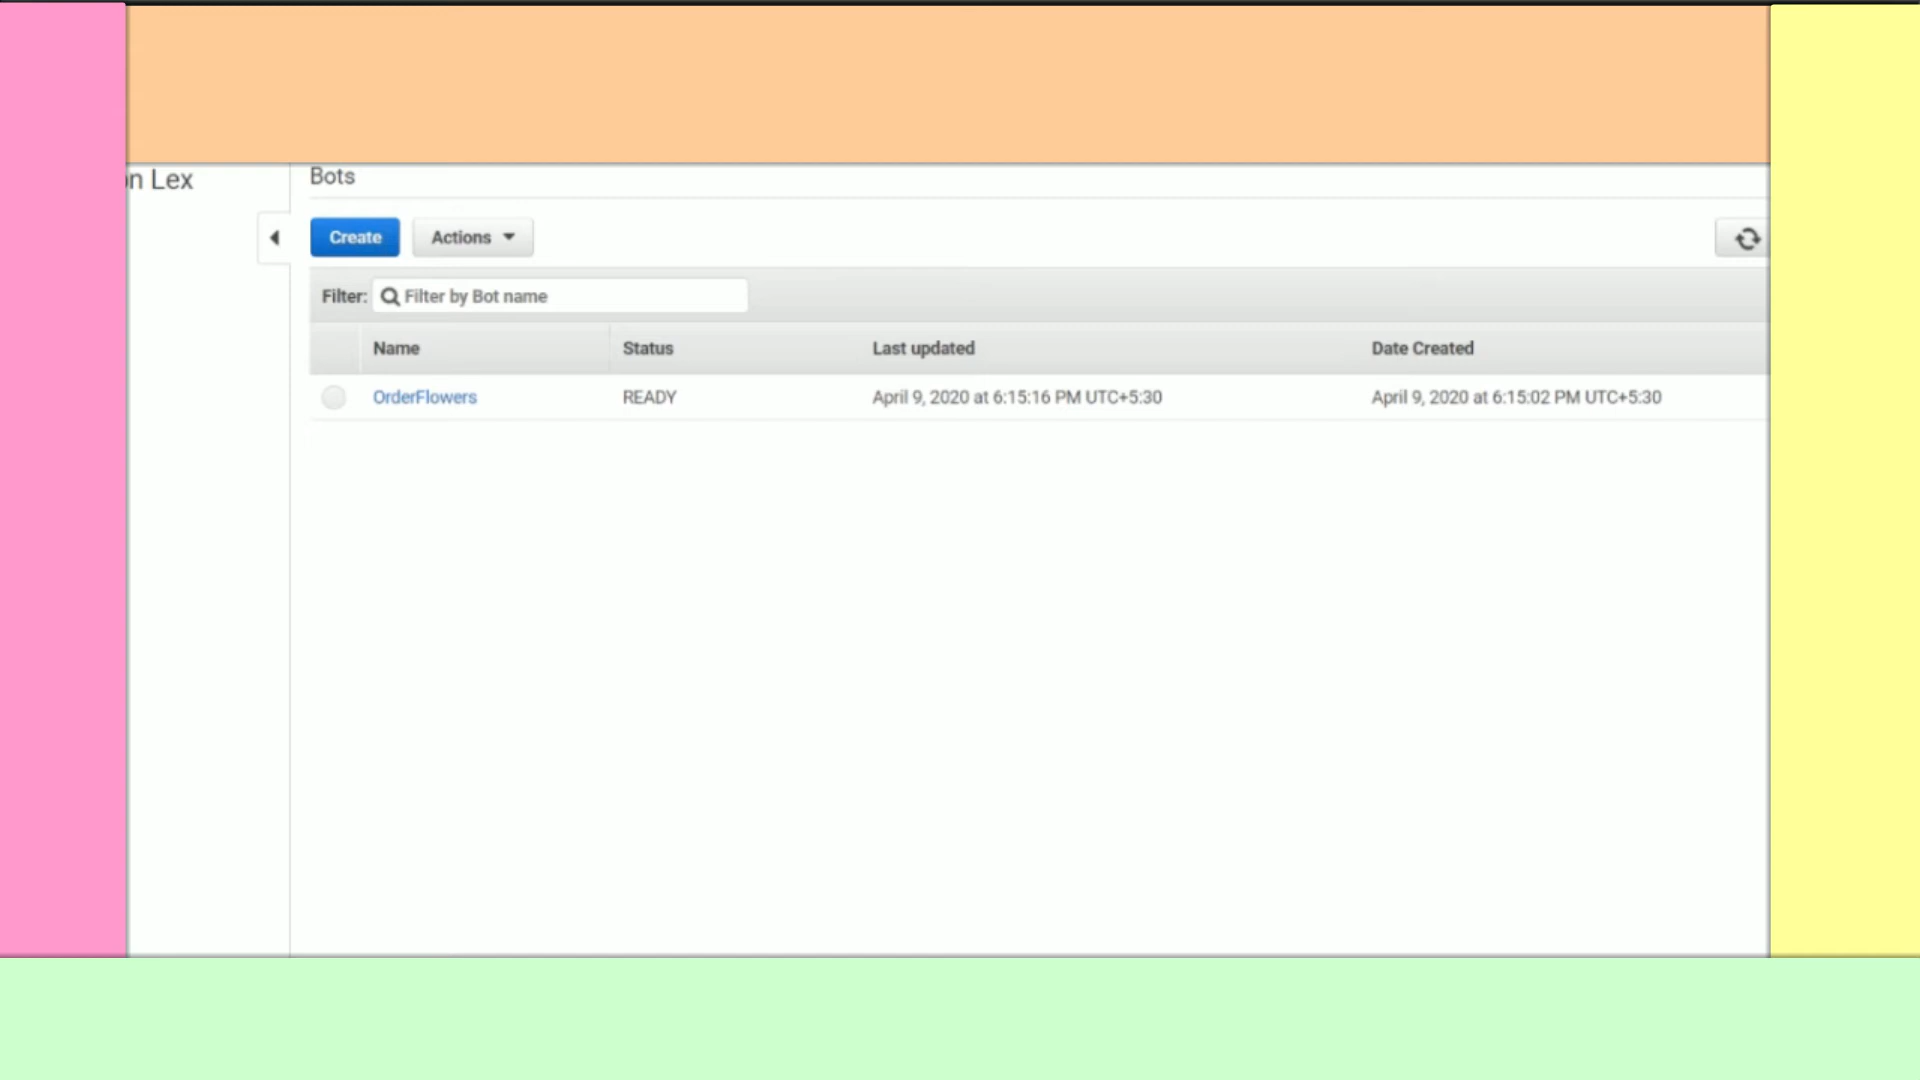 Lex
Bots
Create Actions
Filter: Filter by Bot name
Name Status Last updated Date Created
OrderFlowers READY April 9, 2020 at 6:15:16 PM UTC+5:30 April 9, 2020 at 6:15:02 PM UTC+5:30